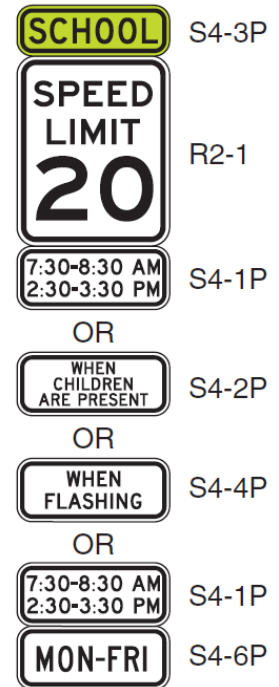 SCHOOL S4-3P
SPEED
LIMIT
20
R2-1
7:30-8:30 AM
2:30-3:30 PM
S4-1P
OR
WHEN
CHILDREN
ARE PRESENT
S4-2P
OR
WHEN
FLASHING
S4-4P
OR
7:30-8:30 AM
2:30-3:30 PM
S4-1P
MON-FRI S4-6P